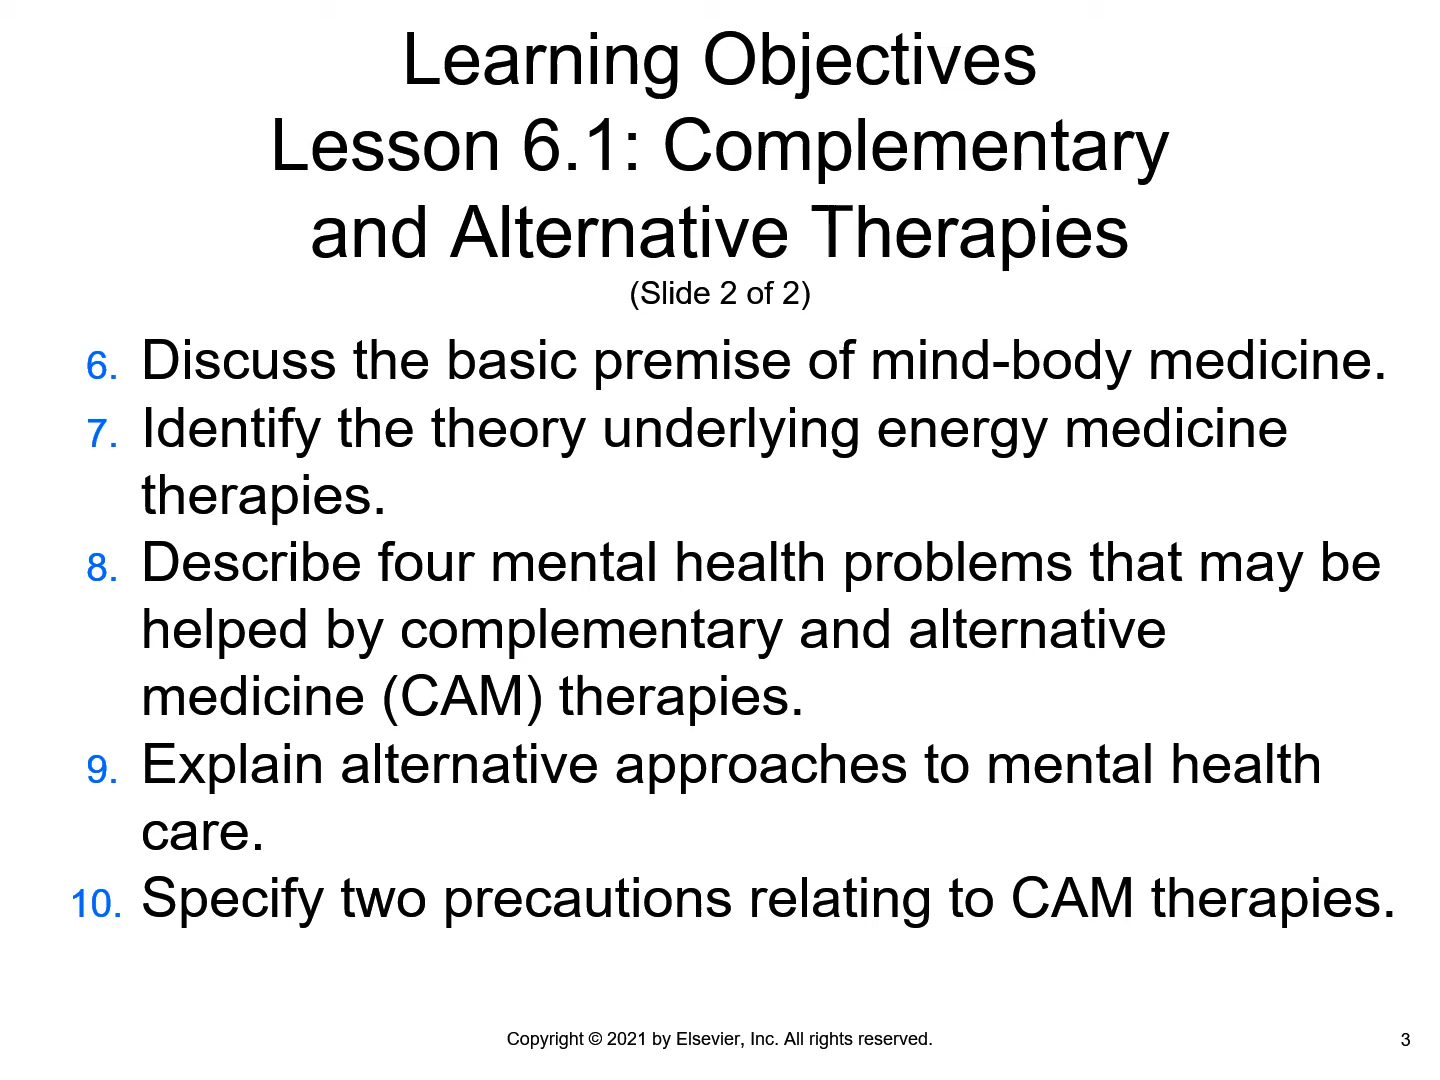 Learning Objectives
Lesson 6.1: Complementary
and Alternative Therapies
(Slide 2 of 2)
6. Discuss the basic premise of mind-body medicine.
7. Identify the theory underlying energy medicine
therapies.
8. Describe four mental health problems that may be
helped by complementary and alternative
medicine (CAM) therapies.
9. Explain alternative approaches to mental health
care.
10. Specify two precautions relating to CAM therapies.
Copyright © 2021 by Elsevier, Inc. All rights reserved.
3